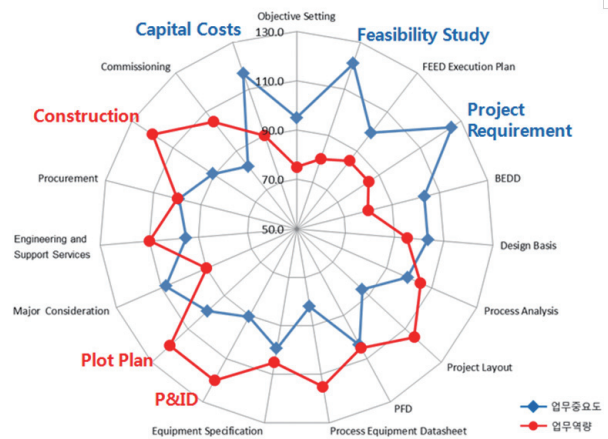 Objective Setting
130.0
Capital Costs
Feasibility Study
Commissioning
FEED Execution Plan
110.0
Construction
Project
Requirement
90.0
Procurement
70.0
BEDD
50.0
Engineering and
Support Services
Design Basis
Major Consideration
Process Analysis
Plot Plan
Project Layout
P&ID
PFD
Equipment Specification
Process Equipment Datasheet
업무중요도
업무역량